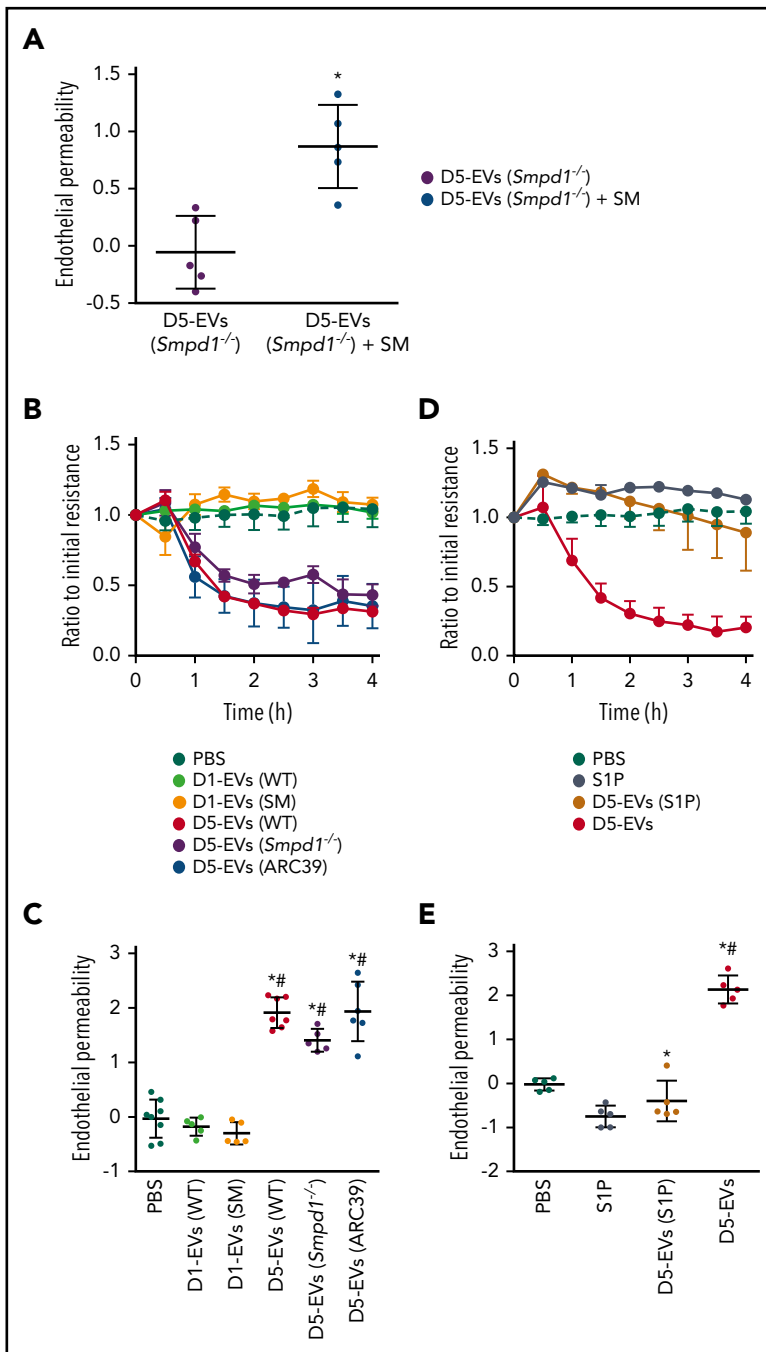 A
Endothelial permeability
1.5
1.0
0.5
0.0
-0.5
*
D5-EVs
(Smpd1-/-)
D5-EVs
(Smpd1-/-) + SM
D5-EVs (Smpd1-/-)
D5-EVs (Smpd1-/-) + SM
B
Ratio to initial resistance
1.5
1.0
0.5
0.0
0
1
2
3
4
Time (h)
PBS
D1-EVs (WT)
D1-EVs (SM)
D5-EVs (WT)
D5-EVs (Smpd1-/-)
D5-EVs (ARC39)
D
Ratio to initial resistance
1.5
1.0
0.5
0.0
0
1
2
3
4
Time (h)
PBS
S1P
D5-EVs (S1P)
D5-EVs
C
Endothelial permeability
3
2
1
0
-1
*#
*#
*#
PBS
D1-EVs (WT)
D1-EVs (SM)
D5-EVs (WT)
D5-EVs (Smpd1-/-)
D5-EVs (ARC39)
E
Endothelial permeability
3
2
1
0
-1
-2
*
*#
PBS
S1P
D5-EVs (S1P)
D5-EVs